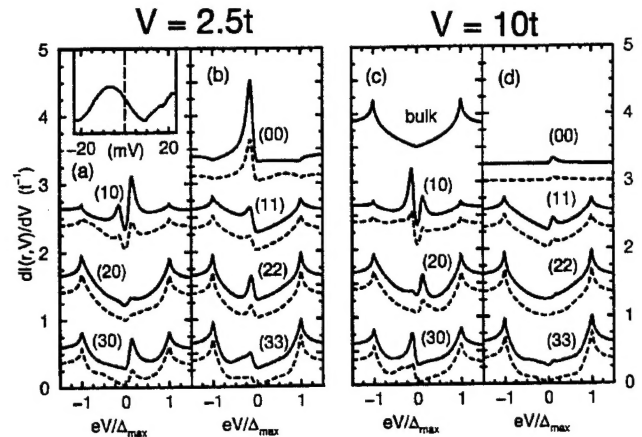 V = 2.5t
V = 10t
dI(r,V)/dV (t⁻¹)
5
4
3
2
1
0
(a)
−20
20
(mV)
(10)
(20)
(30)
(b)
(00)
(11)
(22)
(33)
(c)
bulk
(10)
(20)
(30)
(d)
(00)
(11)
(22)
(33)
5
4
3
2
1
0
−1 0 1
−1 0 1
−1 0 1
−1 0 1
eV/Δmax
eV/Δmax
eV/Δmax
eV/Δmax